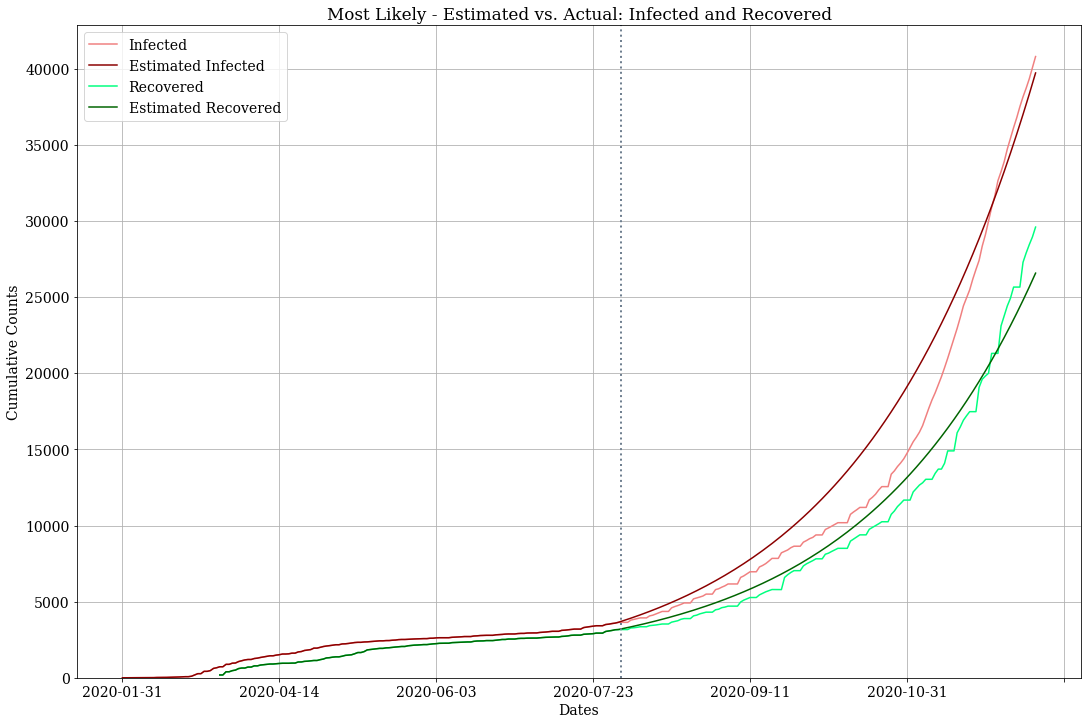 Most Likely - Estimated vs. Actual: Infected and Recovered
Infected
Estimated Infected
Recovered
Estimated Recovered
40000
35000
30000
25000
20000
15000
10000
5000
0
Cumulative Counts
2020-01-31 2020-04-14 2020-06-03 2020-07-23 2020-09-11 2020-10-31
Dates